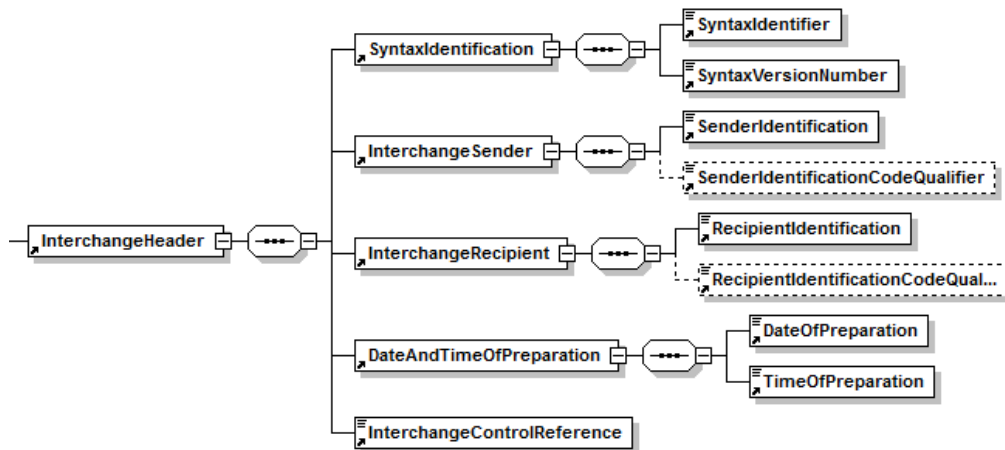 SyntaxIdentifier
SyntaxIdentification
SyntaxVersionNumber
SenderIdentification
InterchangeSender
SenderIdentificationCodeQualifier
RecipientIdentification
InterchangeHeader
InterchangeRecipient
RecipientIdentificationCodeQual...
DateOfPreparation
DateAndTimeOfPreparation
TimeOfPreparation
InterchangeControlReference